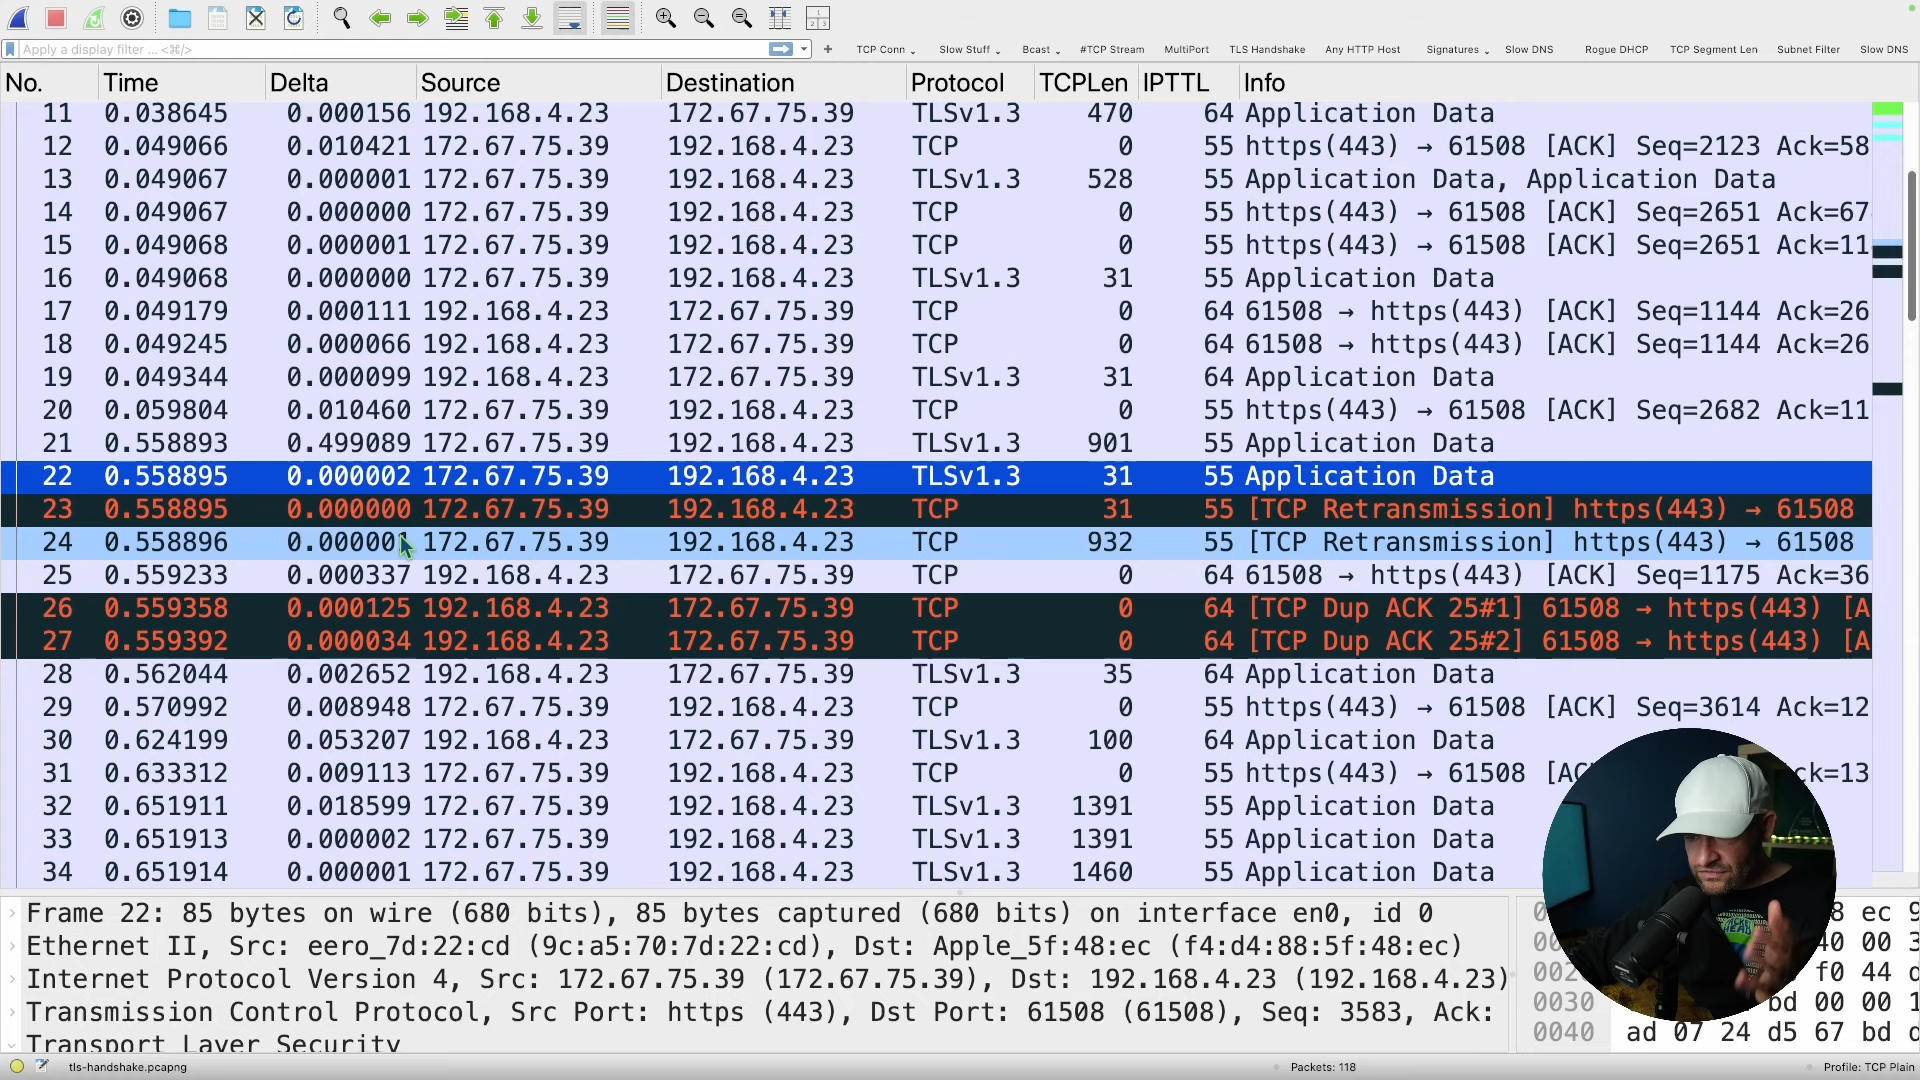 Apply a display filter ... <⌘/>
+ TCP Conn Slow Stuff Bcast #TCP Stream MultiPort TLS Handshake Any HTTP Host Signatures Slow DNS Rogue DHCP TCP Segment Len Subnet Filter Slow DNS
No. Time Delta Source Destination Protocol TCPLen IPTTL Info
11 0.038645 0.000156 192.168.4.23 172.67.75.39 TLSv1.3 470 64 Application Data
12 0.049066 0.010421 172.67.75.39 192.168.4.23 TCP 0 55 https(443) → 61508 [ACK] Seq=2123 Ack=58
13 0.049067 0.000001 172.67.75.39 192.168.4.23 TLSv1.3 528 55 Application Data, Application Data
14 0.049067 0.000000 172.67.75.39 192.168.4.23 TCP 0 55 https(443) → 61508 [ACK] Seq=2651 Ack=67
15 0.049068 0.000001 172.67.75.39 192.168.4.23 TCP 0 55 https(443) → 61508 [ACK] Seq=2651 Ack=11
16 0.049068 0.000000 172.67.75.39 192.168.4.23 TLSv1.3 31 55 Application Data
17 0.049179 0.000111 192.168.4.23 172.67.75.39 TCP 0 64 61508 → https(443) [ACK] Seq=1144 Ack=26
18 0.049245 0.000066 192.168.4.23 172.67.75.39 TCP 0 64 61508 → https(443) [ACK] Seq=1144 Ack=26
19 0.049344 0.000099 192.168.4.23 172.67.75.39 TLSv1.3 31 64 Application Data
20 0.059804 0.010460 172.67.75.39 192.168.4.23 TCP 0 55 https(443) → 61508 [ACK] Seq=2682 Ack=11
21 0.558893 0.499089 172.67.75.39 192.168.4.23 TLSv1.3 901 55 Application Data
22 0.558895 0.000002 172.67.75.39 192.168.4.23 TLSv1.3 31 55 Application Data
23 0.558895 0.000000 172.67.75.39 192.168.4.23 TCP 31 55 [TCP Retransmission] https(443) → 61508
24 0.558896 0.000001 172.67.75.39 192.168.4.23 TCP 932 55 [TCP Retransmission] https(443) → 61508
25 0.559233 0.000337 192.168.4.23 172.67.75.39 TCP 0 64 61508 → https(443) [ACK] Seq=1175 Ack=36
26 0.559358 0.000125 192.168.4.23 172.67.75.39 TCP 0 64 [TCP Dup ACK 25#1] 61508 → https(443) [A
27 0.559392 0.000034 192.168.4.23 172.67.75.39 TCP 0 64 [TCP Dup ACK 25#2] 61508 → https(443) [A
28 0.562044 0.002652 192.168.4.23 172.67.75.39 TLSv1.3 35 64 Application Data
29 0.570992 0.008948 172.67.75.39 192.168.4.23 TCP 0 55 https(443) → 61508 [ACK] Seq=3614 Ack=12
30 0.624199 0.053207 192.168.4.23 172.67.75.39 TLSv1.3 100 64 Application Data
31 0.633312 0.009113 172.67.75.39 192.168.4.23 TCP 0 55 https(443) → 61508 [AC ck=13
32 0.651911 0.018599 172.67.75.39 192.168.4.23 TLSv1.3 1391 55 Application Data
33 0.651913 0.000002 172.67.75.39 192.168.4.23 TLSv1.3 1391 55 Application Data
34 0.651914 0.000001 172.67.75.39 192.168.4.23 TLSv1.3 1460 55 Application Data
Frame 22: 85 bytes on wire (680 bits), 85 bytes captured (680 bits) on interface en0, id 0
Ethernet II, Src: eero_7d:22:cd (9c:a5:70:7d:22:cd), Dst: Apple_5f:48:ec (f4:d4:88:5f:48:ec)
Internet Protocol Version 4, Src: 172.67.75.39 (172.67.75.39), Dst: 192.168.4.23 (192.168.4.23)
Transmission Control Protocol, Src Port: https (443), Dst Port: 61508 (61508), Seq: 3583, Ack:
Transport Layer Security
8 ec 9
40 00 3
002 f0 44 d
0030 bd 00 00 1
0040 ad 07 24 d5 67 bd d
tls-handshake.pcapng Packets: 118 Profile: TCP Plain